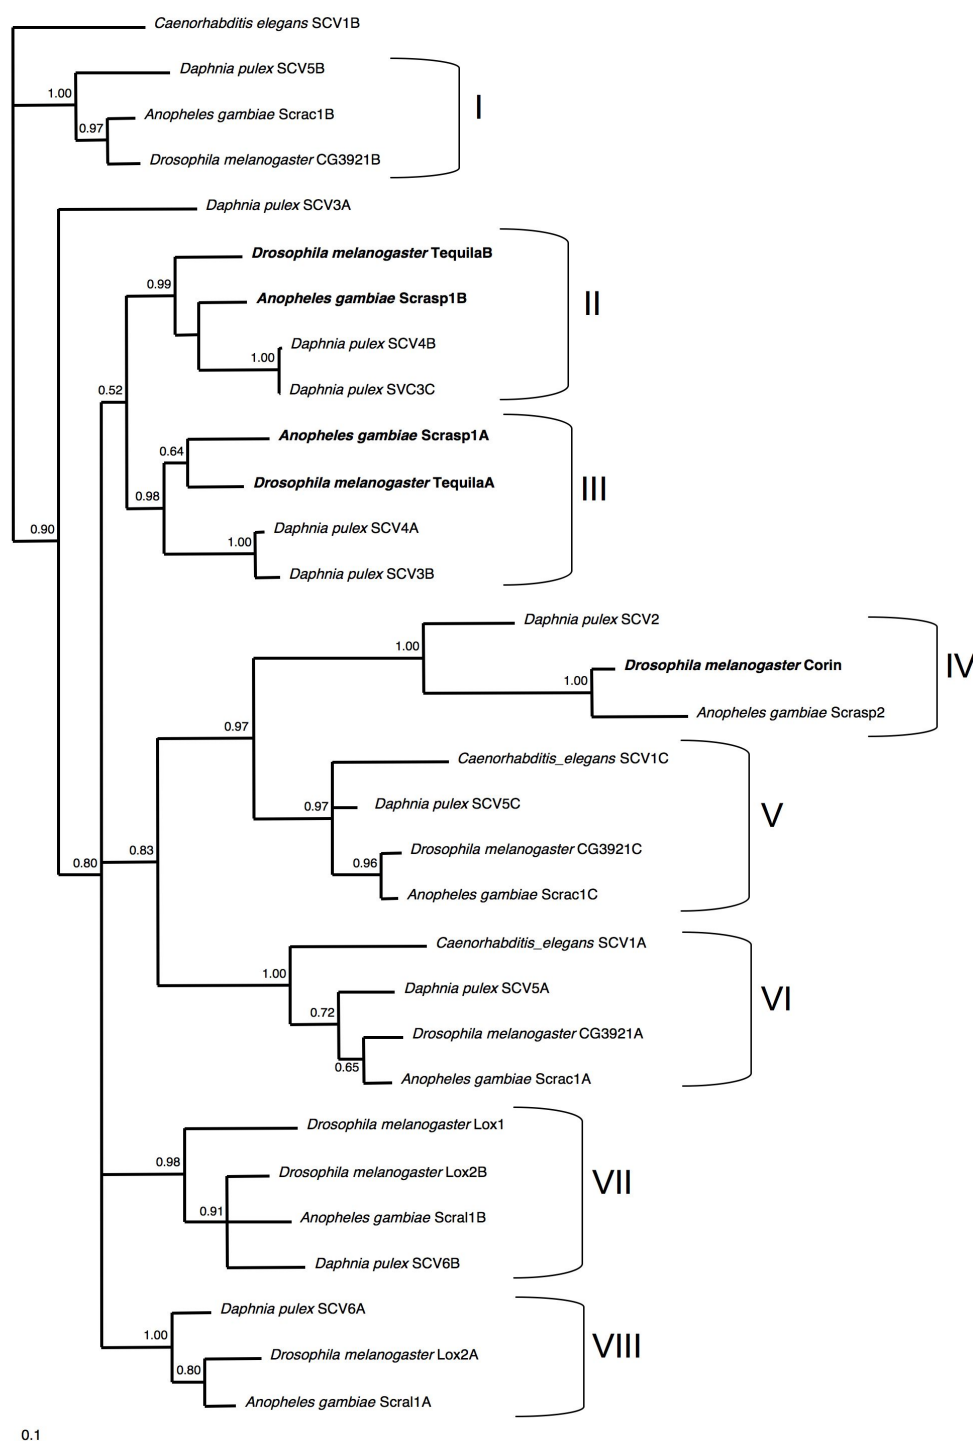 Caenorhabditis elegans SCV1B
Daphnia pulex SCV5B
1.00
I
Anopheles gambiae Scrac1B
0.97
Drosophila melanogaster CG3921B
Daphnia pulex SCV3A
Drosophila melanogaster TequilaB
0.99
Anopheles gambiae Scrasp1B
II
Daphnia pulex SCV4B
1.00
Daphnia pulex SVC3C
0.52
Anopheles gambiae Scrasp1A
0.64
Drosophila melanogaster TequilaA
III
0.98
Daphnia pulex SCV4A
0.90
1.00
Daphnia pulex SCV3B
Daphnia pulex SCV2
1.00
Drosophila melanogaster Corin
IV
1.00
Anopheles gambiae Scrasp2
0.97
Caenorhabditis_elegans SCV1C
Daphnia pulex SCV5C
0.97
V
Drosophila melanogaster CG3921C
0.83
0.80
0.96
Anopheles gambiae Scrac1C
Caenorhabditis_elegans SCV1A
1.00
Daphnia pulex SCV5A
VI
0.72
Drosophila melanogaster CG3921A
0.65
Anopheles gambiae Scrac1A
Drosophila melanogaster Lox1
0.98
Drosophila melanogaster Lox2B
VII
0.91
Anopheles gambiae Scral1B
Daphnia pulex SCV6B
Daphnia pulex SCV6A
1.00
VIII
Drosophila melanogaster Lox2A
0.80
Anopheles gambiae Scral1A
0.1